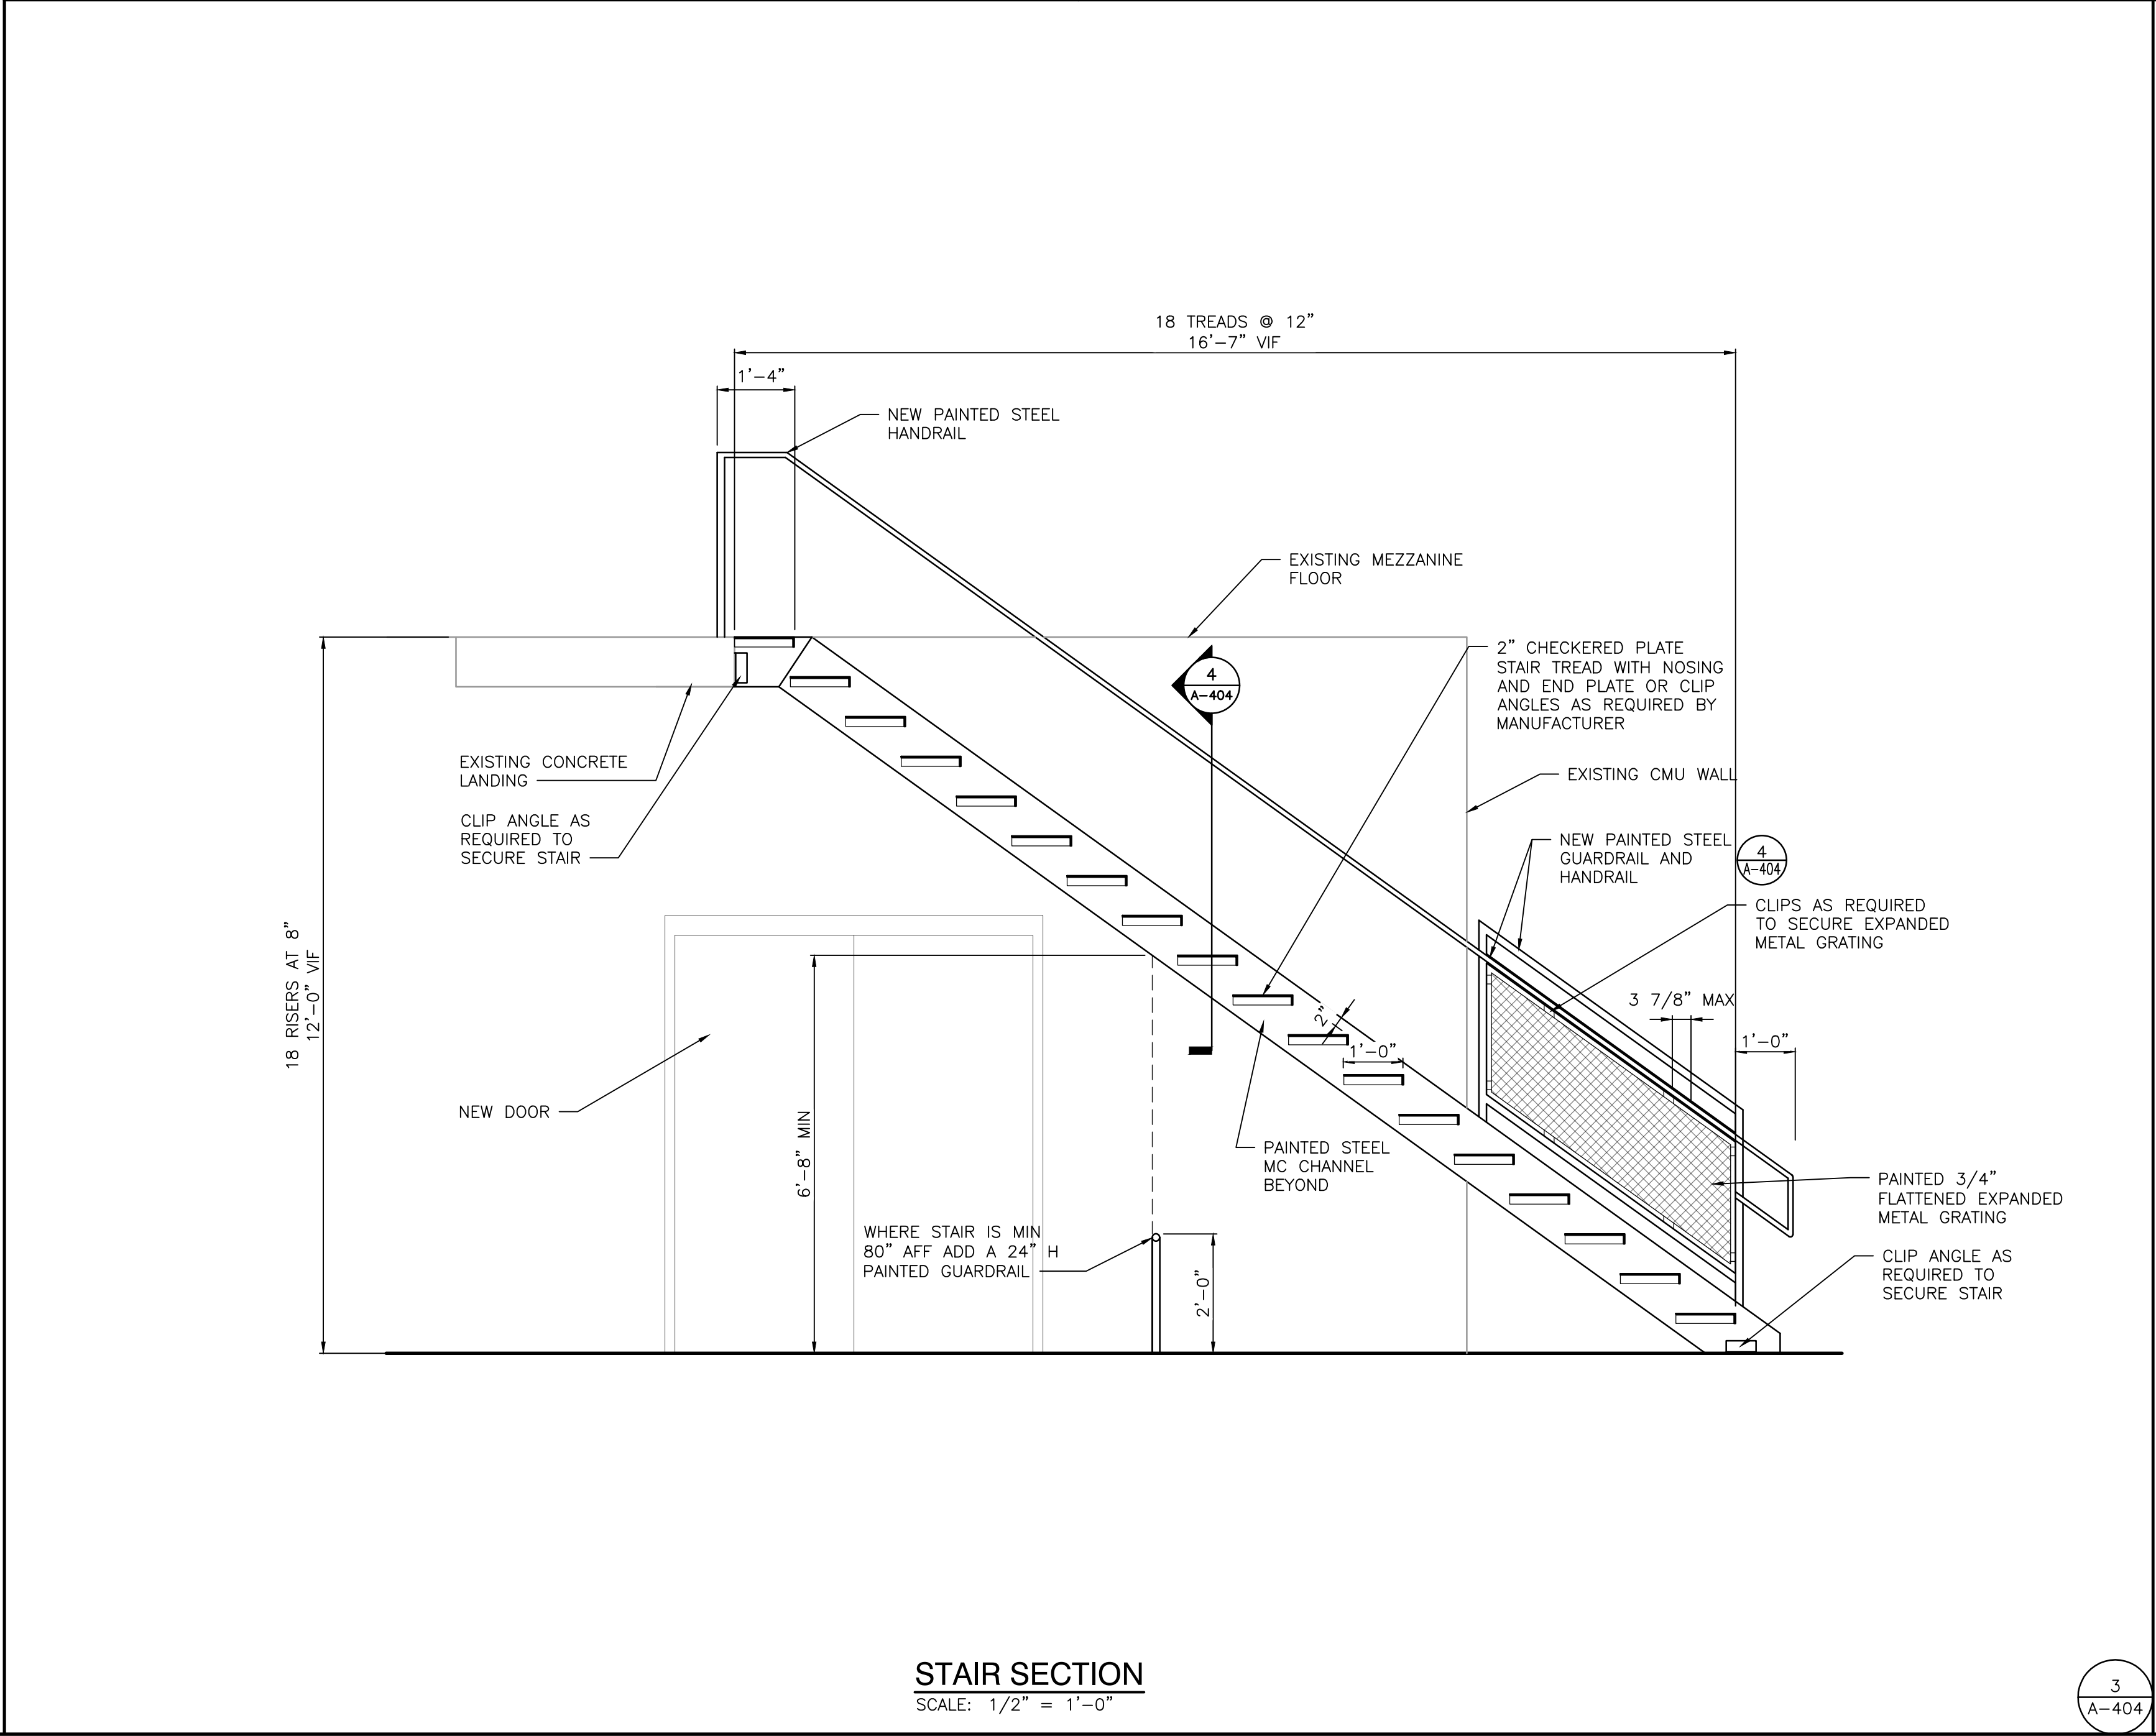 18 TREADS @ 12”
16’–7” VIF
1’–4”
NEW PAINTED STEEL
HANDRAIL
EXISTING MEZZANINE
FLOOR
4
A–404
2” CHECKERED PLATE
STAIR TREAD WITH NOSING
AND END PLATE OR CLIP
ANGLES AS REQUIRED BY
MANUFACTURER
EXISTING CONCRETE
LANDING
EXISTING CMU WALL
CLIP ANGLE AS
REQUIRED TO
SECURE STAIR
NEW PAINTED STEEL
GUARDRAIL AND
HANDRAIL
4
A–404
CLIPS AS REQUIRED
TO SECURE EXPANDED
METAL GRATING
18 RISERS AT 8”
12’–0” VIF
3 7/8” MAX
2”
1’–0”
1’–0”
NEW DOOR
6’–8” MIN
PAINTED STEEL
MC CHANNEL
BEYOND
PAINTED 3/4”
FLATTENED EXPANDED
METAL GRATING
WHERE STAIR IS MIN
80” AFF ADD A 24” H
PAINTED GUARDRAIL
2’–0”
CLIP ANGLE AS
REQUIRED TO
SECURE STAIR
STAIR SECTION
SCALE: 1/2” = 1’–0”
3
A–404